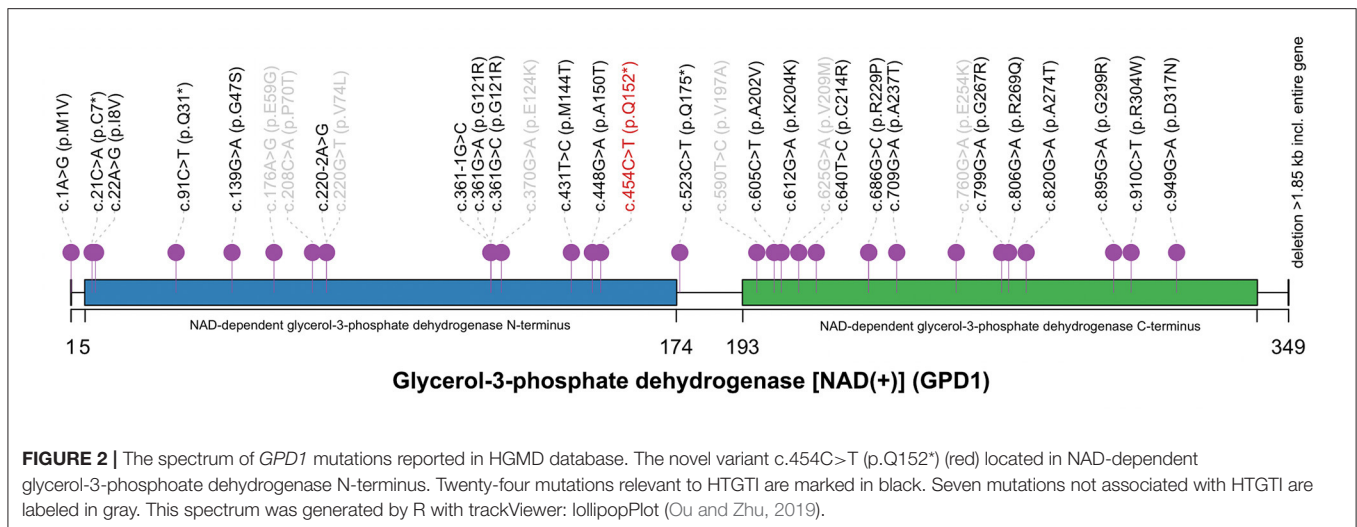 c.1A>G (p.M1V)
c.21C>A (p.C7*)
c.22A>G (p.I8V)
c.91C>T (p.Q31*)
c.139G>A (p.G47S)
c.176A>G (p.E59G)
c.208C>A (p.P70T)
c.220-2A>G
c.220G>T (p.V74L)
c.361-1G>C
c.361G>A (p.G121R)
c.361G>C (p.G121R)
c.370G>A (p.E124K)
c.431T>C (p.M144T)
c.448G>A (p.A150T)
c.454C>T (p.Q152*)
c.523C>T (p.Q175*)
c.590T>C (p.V197A)
c.605C>T (p.A202V)
c.612G>A (p.K204K)
c.625G>A (p.V209M)
c.640T>C (p.C214R)
c.686G>C (p.R229P)
c.709G>A (p.A237T)
c.760G>A (p.E254K)
c.799G>A (p.G267R)
c.806G>A (p.R269Q)
c.820G>A (p.A274T)
c.895G>A (p.G299R)
c.910C>T (p.R304W)
c.949G>A (p.D317N)
deletion >1.85 kb incl. entire gene
NAD-dependent glycerol-3-phosphate dehydrogenase N-terminus
NAD-dependent glycerol-3-phosphate dehydrogenase C-terminus
1 5 174 193 349
Glycerol-3-phosphate dehydrogenase [NAD(+)] (GPD1)
FIGURE 2 | The spectrum of GPD1 mutations reported in HGMD database. The novel variant c.454C>T (p.Q152*) (red) located in NAD-dependent
glycerol-3-phosphoate dehydrogenase N-terminus. Twenty-four mutations relevant to HTGTI are marked in black. Seven mutations not associated with HTGTI are
labeled in gray. This spectrum was generated by R with trackViewer: lollipopPlot (Ou and Zhu, 2019).